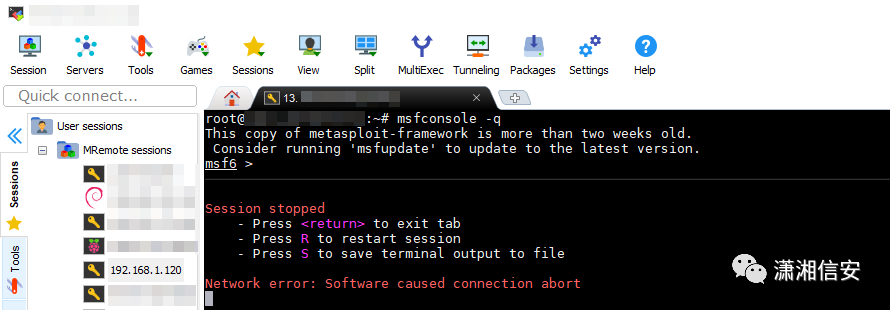 Session
Servers
Tools
Games
Sessions
View
Split
MultiExec
Tunneling
Packages
Settings
Help
Quick connect...
13.
User sessions
MRemote sessions
192.168.1.120
Sessions
Tools
root@ :~# msfconsole -q
This copy of metasploit-framework is more than two weeks old.
Consider running 'msfupdate' to update to the latest version.
msf6 >
Session stopped
- Press <return> to exit tab
- Press R to restart session
- Press S to save terminal output to file
Network error: Software caused connection abort
潇湘信安